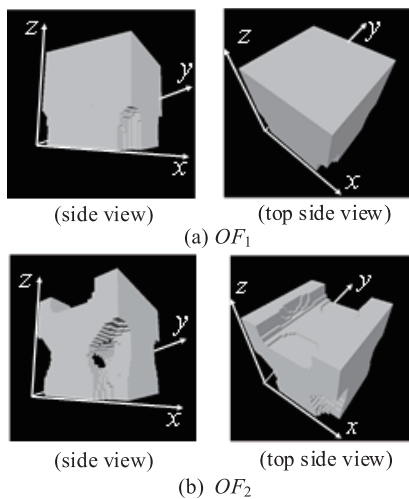 z y x
y z x
(side view) (top side view)
(a) OF₁
z y x
z y x
(side view) (top side view)
(b) OF₂